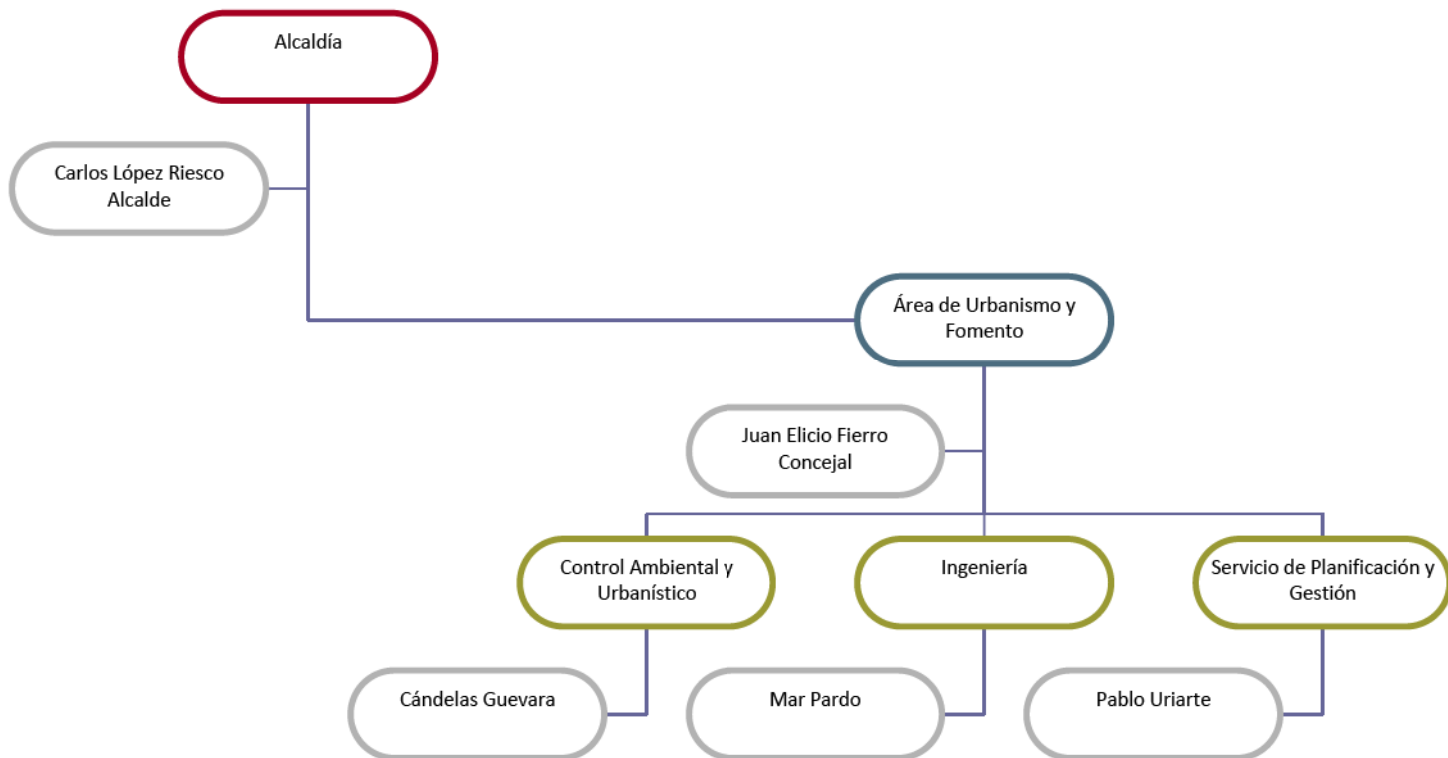 Alcaldía
Carlos López Riesco
Alcalde
Área de Urbanismo y
Fomento
Juan Elicio Fierro
Concejal
Control Ambiental y
Urbanístico
Ingeniería
Servicio de Planificación y
Gestión
Cándelas Guevara
Mar Pardo
Pablo Uriarte